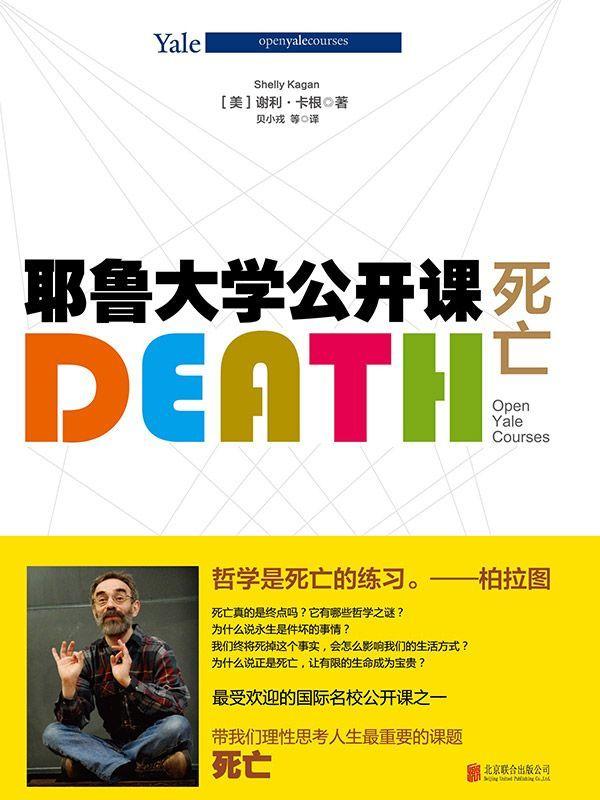 Yale
openyalecourses
Shelly Kagan
［美］谢利·卡根◎著
贝小戎 等◎译
耶鲁大学公开课
死亡
DEATH
Open
Yale
Courses
哲学是死亡的练习。——柏拉图
死亡真的是终点吗？它有哪些哲学之谜？
为什么说永生是件坏的事情？
我们终将死掉这个事实，会怎么影响我们的生活方式？
为什么说正是死亡，让有限的生命成为宝贵？
最受欢迎的国际名校公开课之一
带我们理性思考人生最重要的课题
死亡
北京联合出版公司
Beijing United Publishing Co.,Ltd.